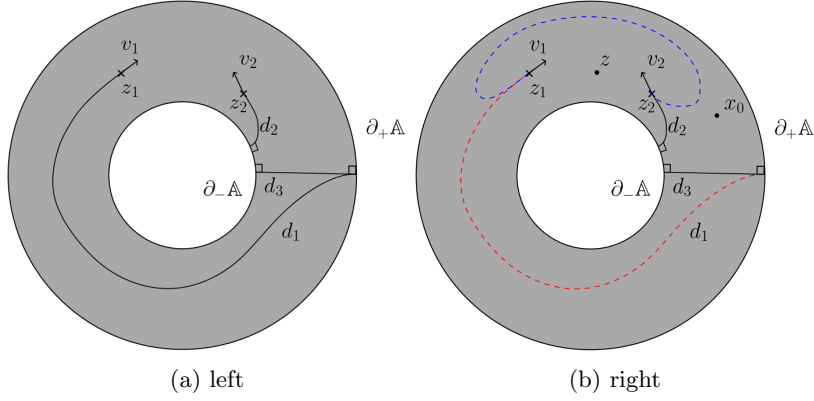 v₁
z₁
v₂
z₂
d₂
∂₊𝔸
∂₋𝔸
d₃
d₁
(a) left
v₁
z₁
z
v₂
z₂
x₀
d₂
∂₊𝔸
∂₋𝔸
d₃
d₁
(b) right